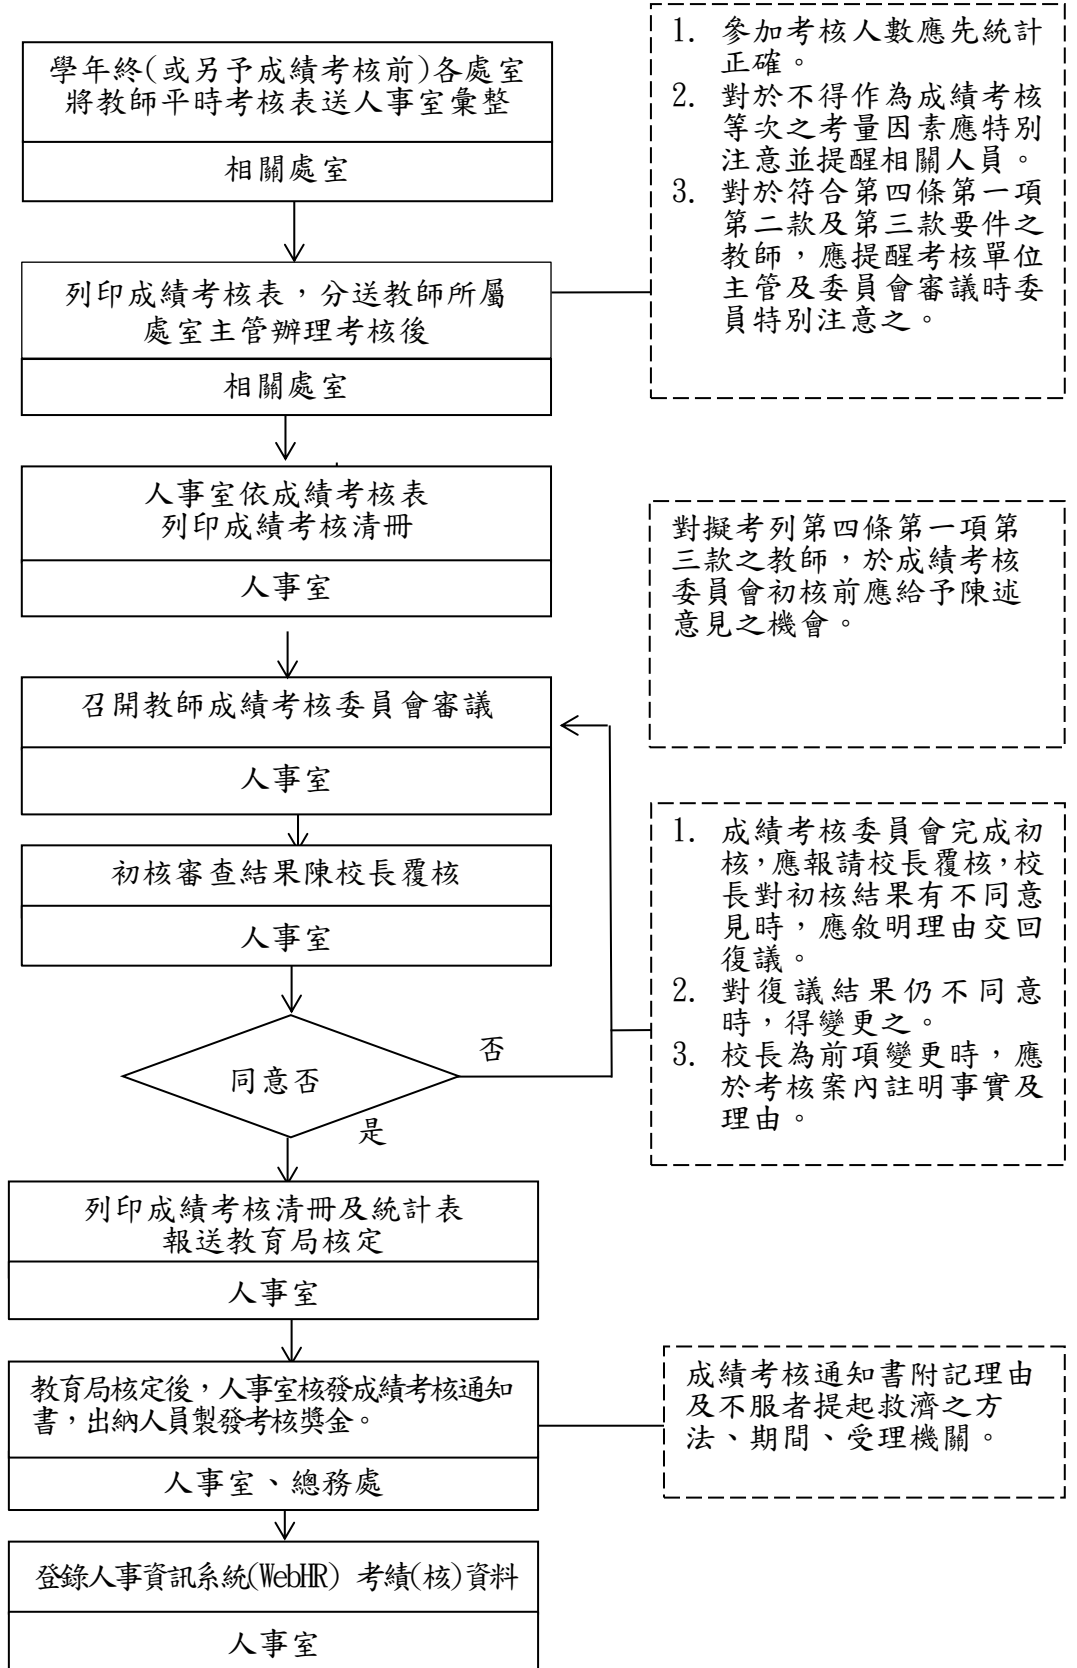 學年終(或另予成績考核前)各處室
將教師平時考核表送人事室彙整
相關處室
1. 參加考核人數應先統計
正確。
2. 對於不得作為成績考核
等次之考量因素應特別
注意並提醒相關人員。
3. 對於符合第四條第一項
第二款及第三款要件之
教師，應提醒考核單位
主管及委員會審議時委
員特別注意之。
列印成績考核表，分送教師所屬
處室主管辦理考核後
相關處室
人事室依成績考核表
列印成績考核清冊
人事室
對擬考列第四條第一項第
三款之教師，於成績考核
委員會初核前應給予陳述
意見之機會。
召開教師成績考核委員會審議
人事室
初核審查結果陳校長覆核
人事室
1. 成績考核委員會完成初
核，應報請校長覆核，校
長對初核結果有不同意
見時，應敘明理由交回
復議。
2. 對復議結果仍不同意
時，得變更之。
3. 校長為前項變更時，應
於考核案內註明事實及
理由。
同意否
否
是
列印成績考核清冊及統計表
報送教育局核定
人事室
教育局核定後，人事室核發成績考核通知
書，出納人員製發考核獎金。
人事室、總務處
成績考核通知書附記理由
及不服者提起救濟之方
法、期間、受理機關。
登錄人事資訊系統(WebHR) 考績(核)資料
人事室